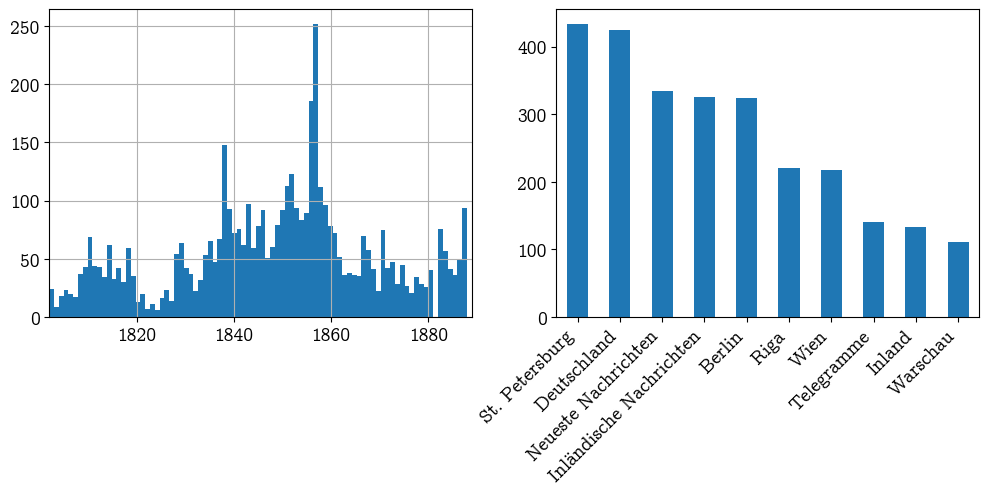 250
200
150
100
50
0
1820 1840 1860 1880
400
300
200
100
0
St. Petersburg
Deutschland
Neueste Nachrichten
Inländische Nachrichten
Berlin
Riga
Wien
Telegramme
Inland
Warschau